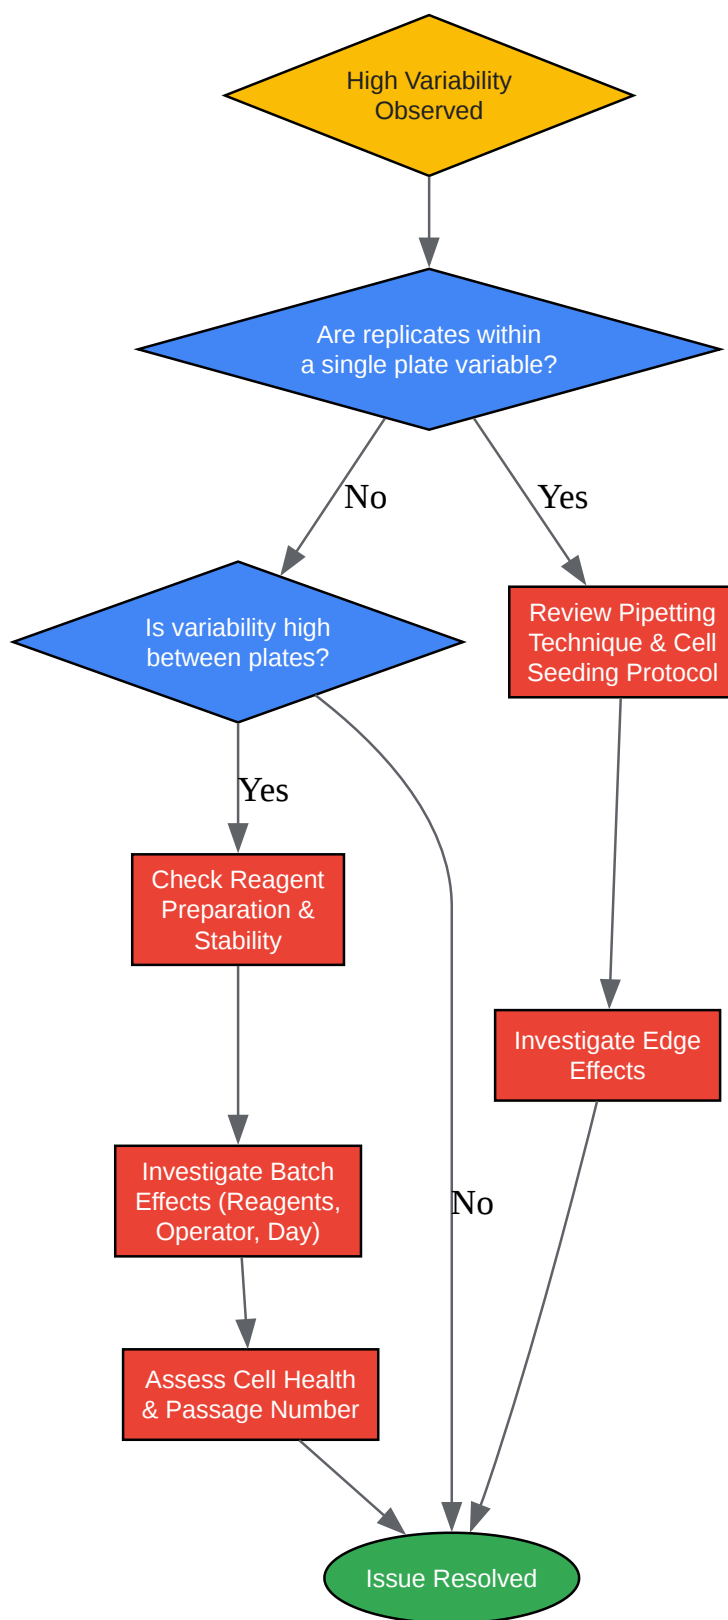 High Variability
Observed
Are replicates within
a single plate variable?
No
Yes
Is variability high
between plates?
Review Pipetting
Technique & Cell
Seeding Protocol
Yes
Check Reagent
Preparation &
Stability
Investigate Edge
Effects
Investigate Batch
Effects (Reagents,
Operator, Day)
No
Assess Cell Health
& Passage Number
Issue Resolved